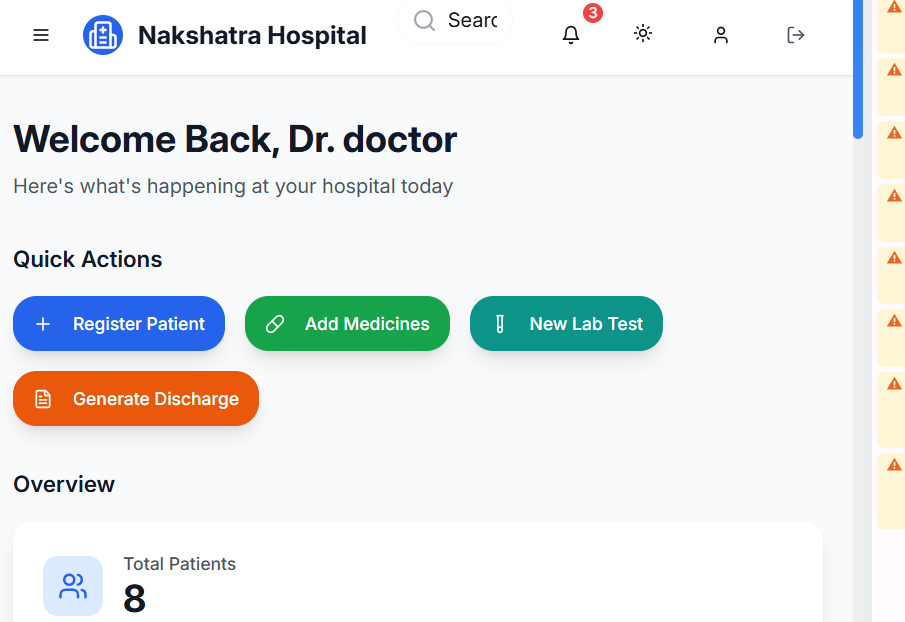 Nakshatra Hospital
Searc
3
Welcome Back, Dr. doctor
Here's what's happening at your hospital today
Quick Actions
Register Patient
Add Medicines
New Lab Test
Generate Discharge
Overview
Total Patients
8